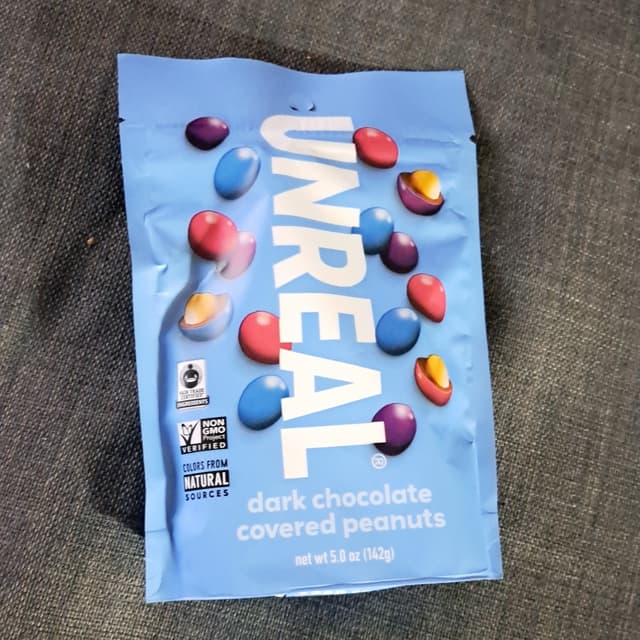 UNREAL
FAIR TRADE
CERTIFIED
INGREDIENTS
NON
GMO
Project
VERIFIED
COLORS FROM
NATURAL
SOURCES
dark chocolate
covered peanuts
net wt 5.0 oz (142g)